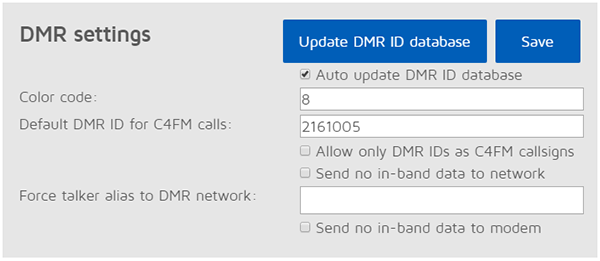 DMR settings
Update DMR ID database
Save
Auto update DMR ID database
Color code:
8
Default DMR ID for C4FM calls:
2161005
Allow only DMR IDs as C4FM callsigns
Send no in-band data to network
Force talker alias to DMR network:
Send no in-band data to modem